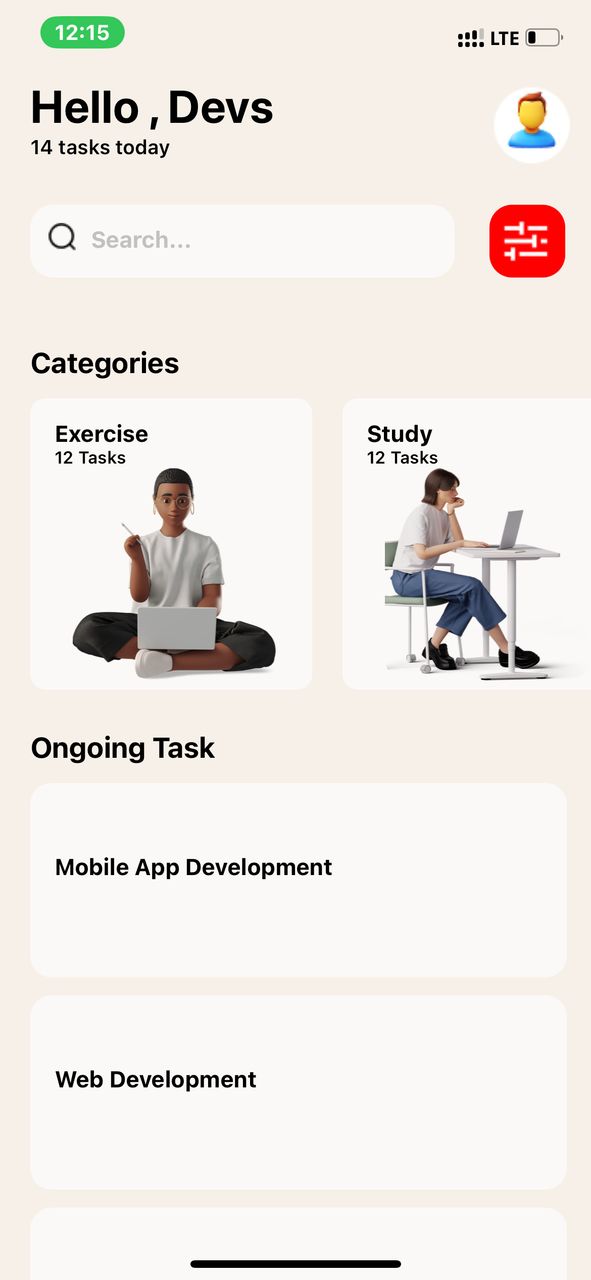 12:15 LTE
Hello , Devs
14 tasks today
Search...
Categories
Exercise
12 Tasks
Study
12 Tasks
Ongoing Task
Mobile App Development
Web Development